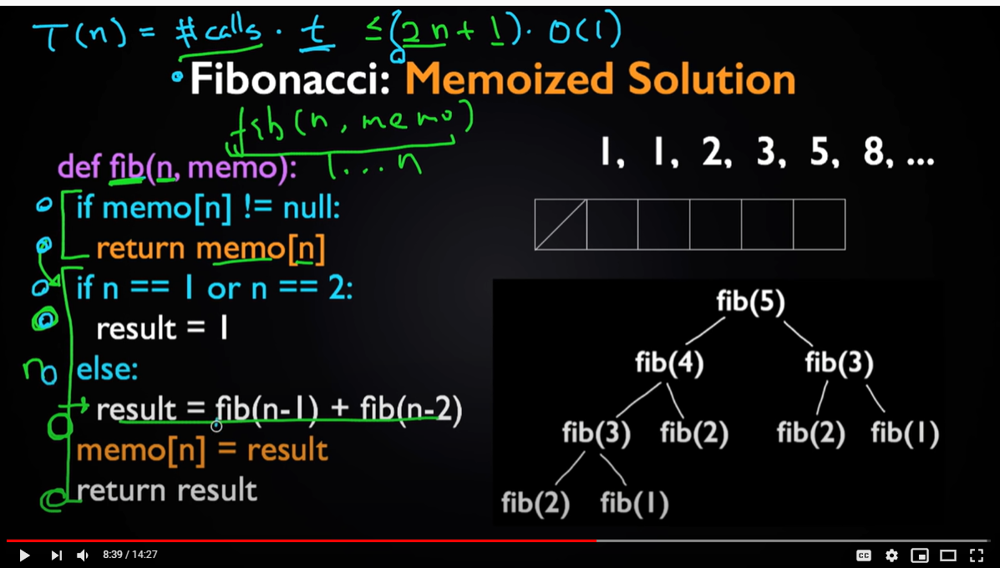 T(n) = #calls · t ≤ (2n + 1) · O(1)
Fibonacci: Memoized Solution
fib(n, memo)
1, 1, 2, 3, 5, 8, ...
def fib(n, memo):
1...n
if memo[n] != null:
return memo[n]
if n == 1 or n == 2:
result = 1
else:
result = fib(n-1) + fib(n-2)
memo[n] = result
return result
fib(5)
fib(4) fib(3)
fib(3) fib(2) fib(2) fib(1)
fib(2) fib(1)
8:39 / 14:27
CC